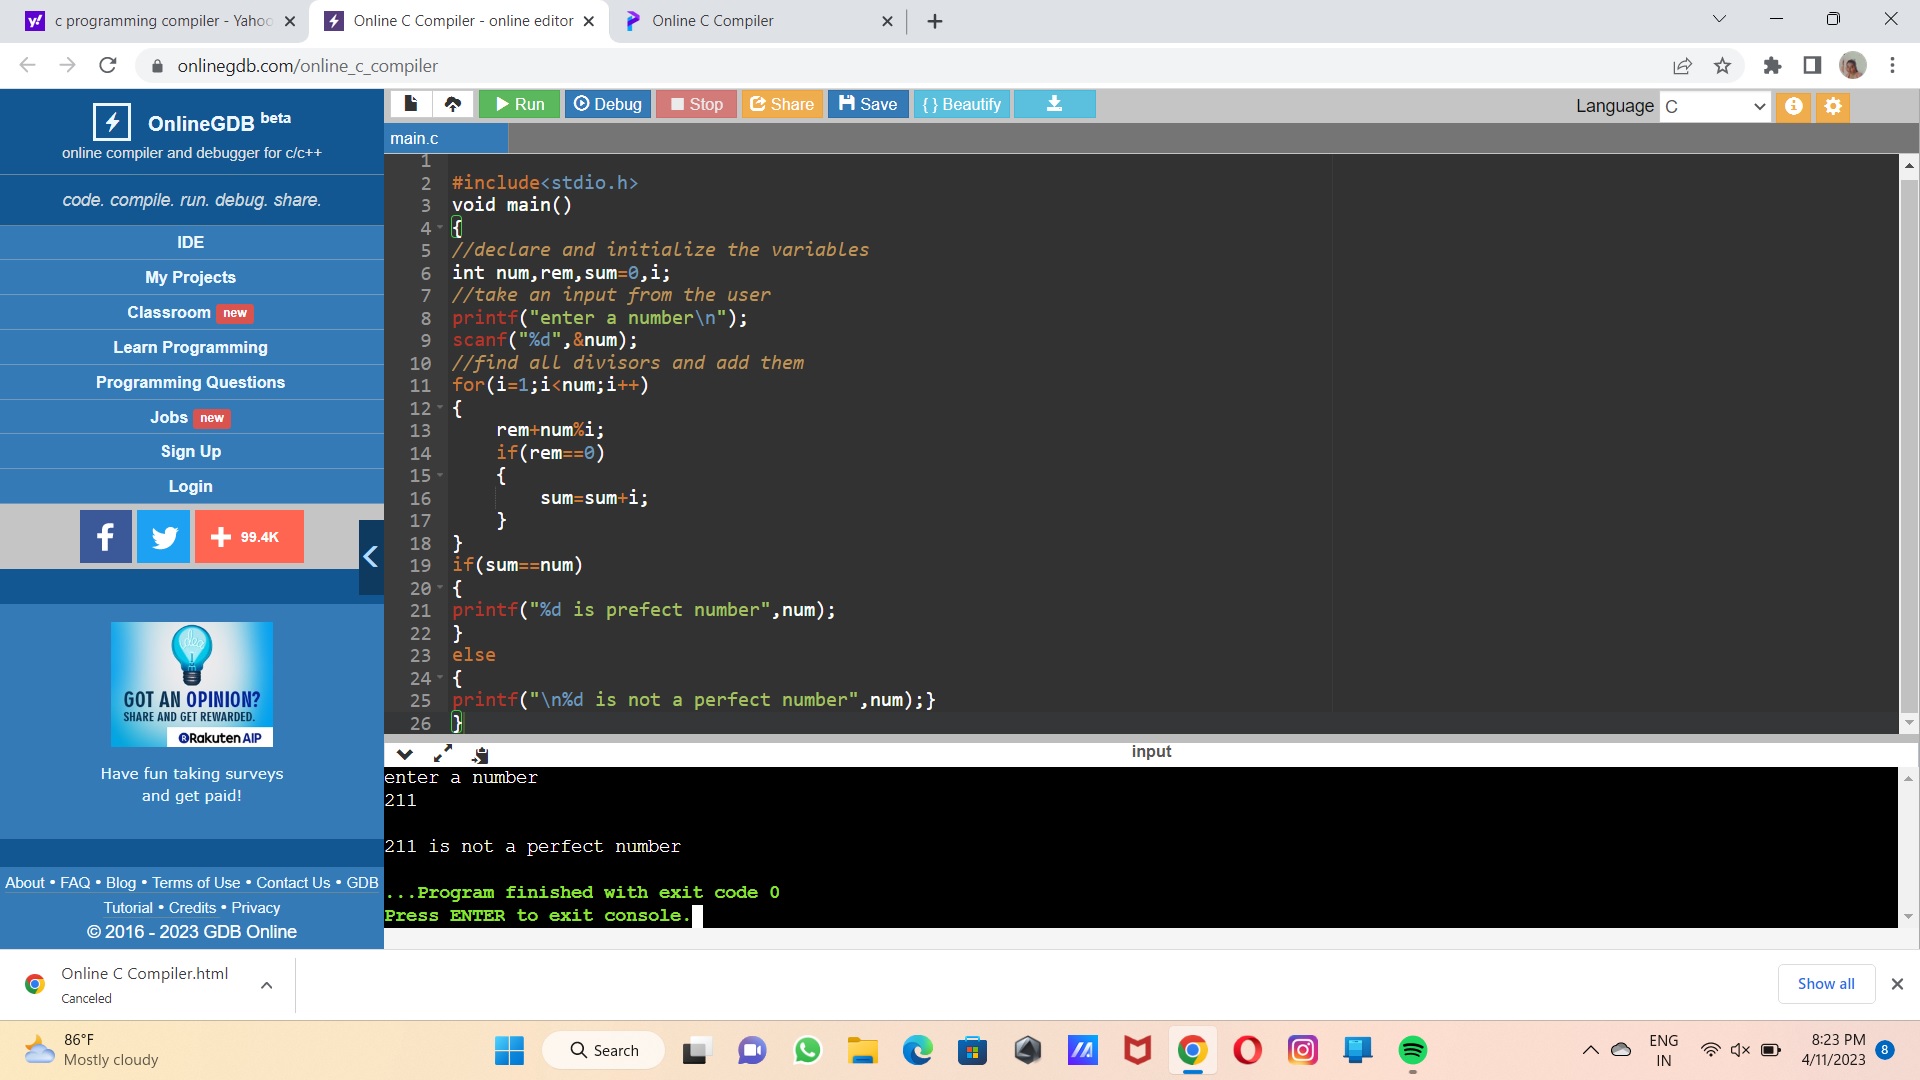 c programming compiler - Yahoo
Online C Compiler - online editor
Online C Compiler
onlinegdb.com/online_c_compiler
OnlineGDB beta
online compiler and debugger for c/c++
code. compile. run. debug. share.
IDE
My Projects
Classroom new
Learn Programming
Programming Questions
Jobs new
Sign Up
Login
99.4K
GOT AN OPINION?
SHARE AND GET REWARDED.
Rakuten AIP
Have fun taking surveys
and get paid!
About • FAQ • Blog • Terms of Use • Contact Us • GDB
Tutorial • Credits • Privacy
© 2016 - 2023 GDB Online
Run Debug Stop Share Save { } Beautify
Language C
main.c
1
2 #include<stdio.h>
3 void main()
4 {
5 //declare and initialize the variables
6 int num,rem,sum=0,i;
7 //take an input from the user
8 printf("enter a number\n");
9 scanf("%d",&num);
10 //find all divisors and add them
11 for(i=1;i<num;i++)
12 {
13     rem+num%i;
14     if(rem==0)
15     {
16         sum=sum+i;
17     }
18 }
19 if(sum==num)
20 {
21 printf("%d is prefect number",num);
22 }
23 else
24 {
25 printf("\n%d is not a perfect number",num);}
26 }
input
enter a number
211
211 is not a perfect number
...Program finished with exit code 0
Press ENTER to exit console.
Online C Compiler.html
Canceled
Show all
86°F
Mostly cloudy
Search
ENG
IN
8:23 PM
4/11/2023
8